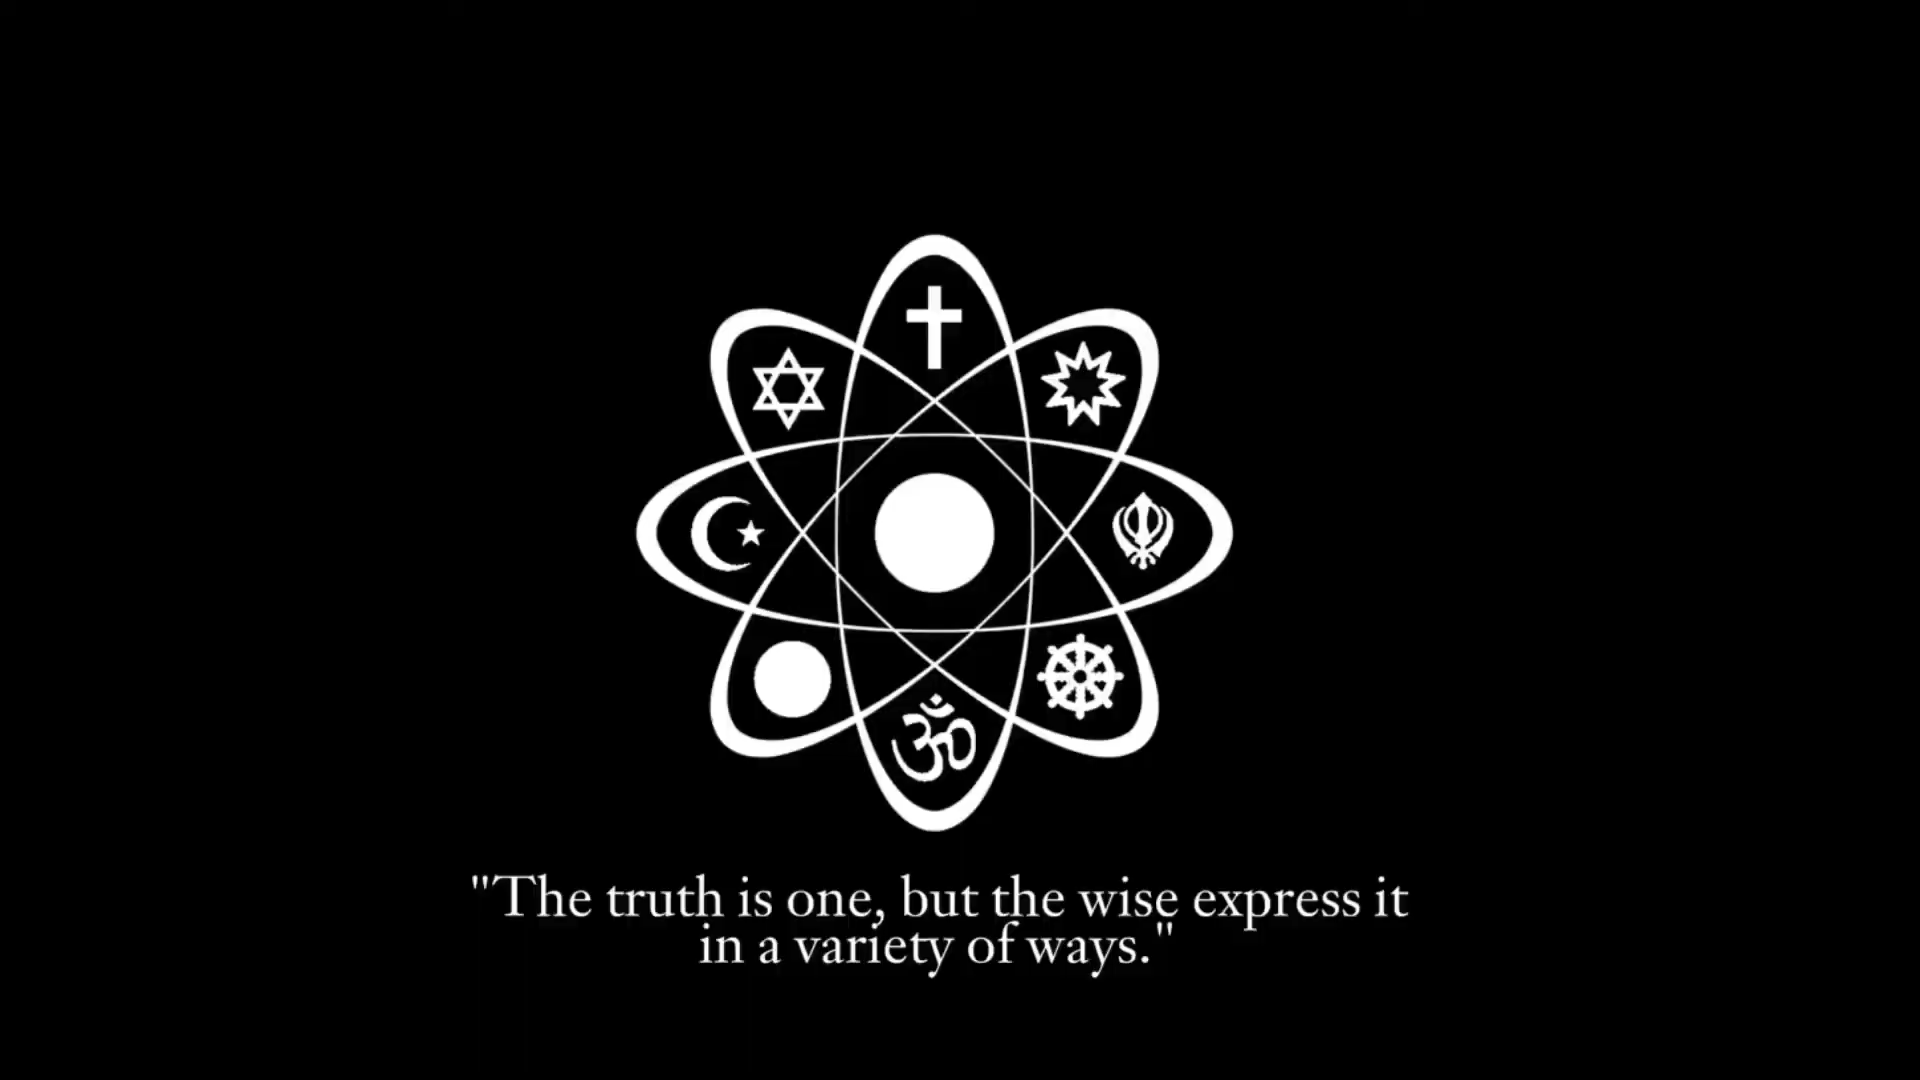 "The truth is one, but the wise express it
in a variety of ways."